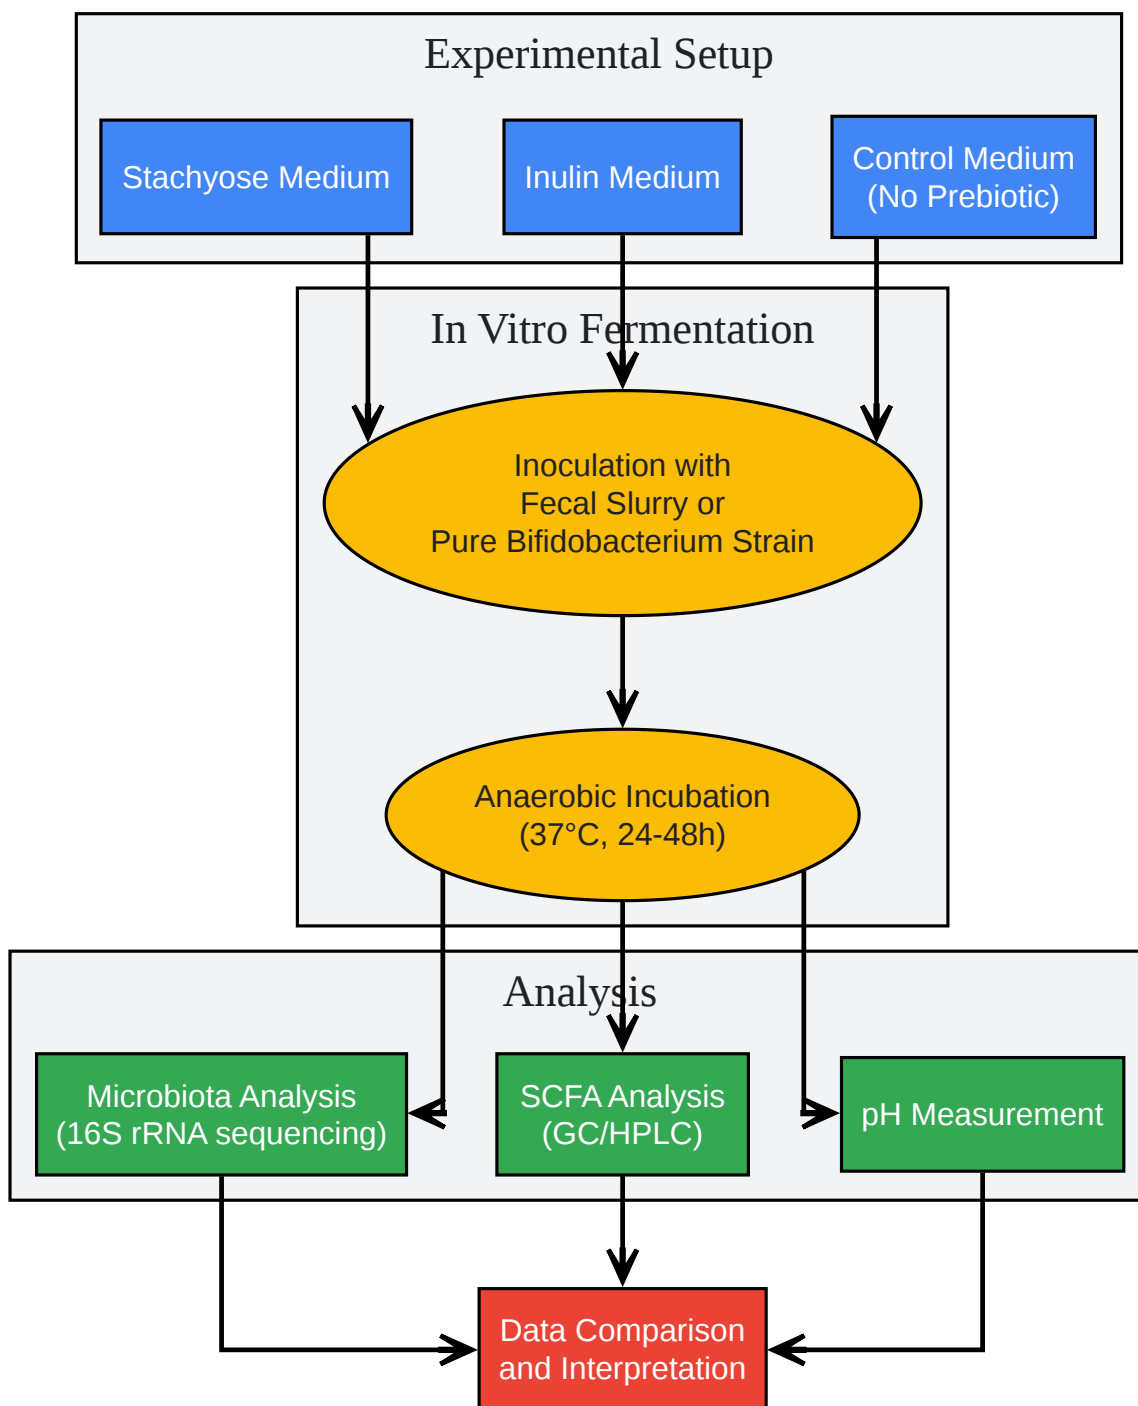 Experimental Setup
Stachyose Medium
Inulin Medium
Control Medium
(No Prebiotic)
In Vitro Fermentation
Inoculation with
Fecal Slurry or
Pure Bifidobacterium Strain
Anaerobic Incubation
(37°C, 24-48h)
Analysis
Microbiota Analysis
(16S rRNA sequencing)
SCFA Analysis
(GC/HPLC)
pH Measurement
Data Comparison
and Interpretation